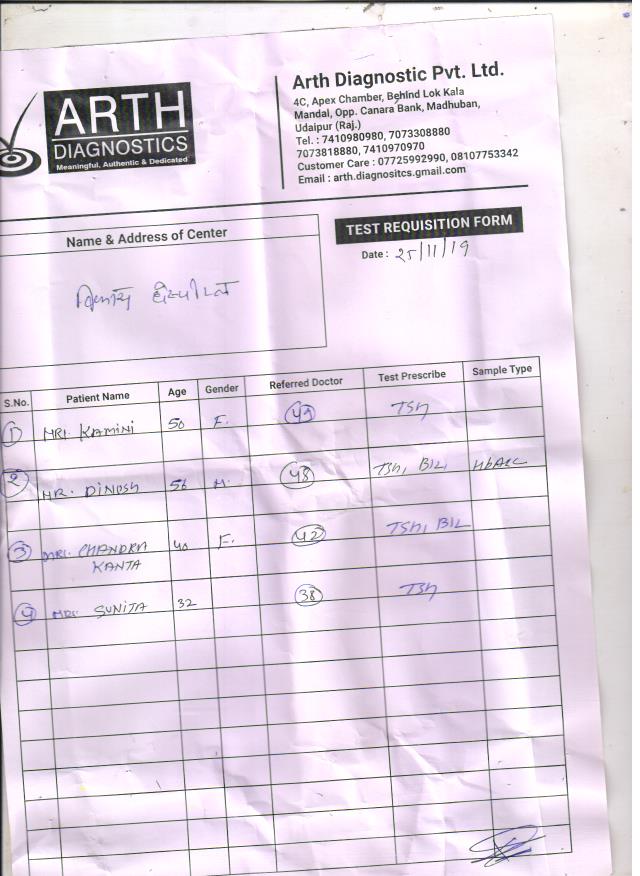 ARTH
DIAGNOSTICS
Meaningful, Authentic & Dedicated
Arth Diagnostic Pvt. Ltd.
4C, Apex Chamber, Behind Lok Kala
Mandal, Opp. Canara Bank, Madhuban,
Udaipur (Raj.)
Tel. : 7410980980, 7073308880
7073818880, 7410970970
Customer Care : 07725992990, 08107753342
Email : arth.diagnositcs.gmail.com
Name & Address of Center
TEST REQUISITION FORM
Date : 25/11/19
S.No. Patient Name Age Gender Referred Doctor Test Prescribe Sample Type
1 MRS. KAMINI 50 F. 49 TSH
2 MR. DINESH 56 M. 48 TSH, BIL, HbA1C
3 MRS. CHANDRA 40 F. 42 TSH, BIL
KANTA
4 MRS. SUNITA 32 38 TSH